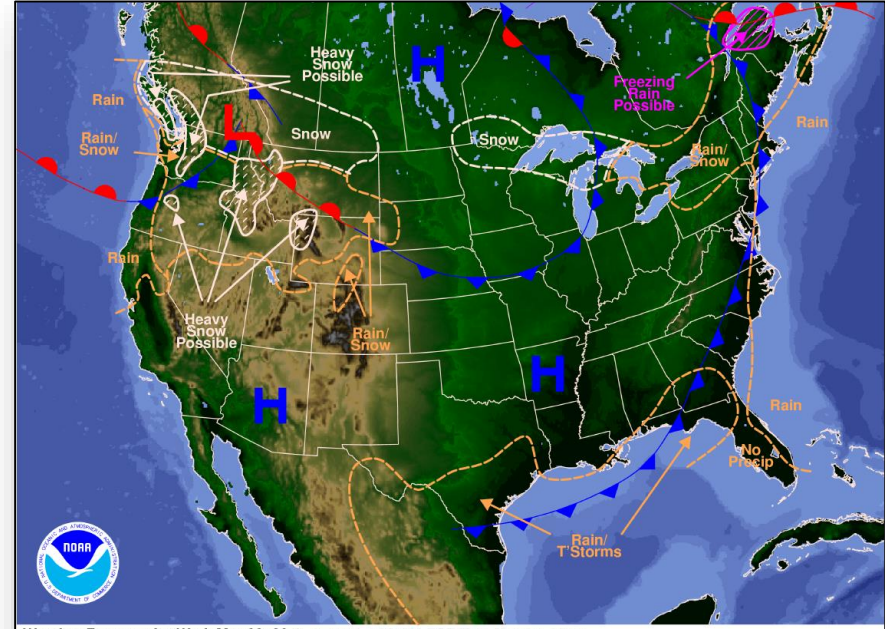 Heavy
Snow
Possible
H
Freezing
Rain
Possible
Rain
Rain/
Snow
L
Snow
Snow
Rain/
Snow
Rain
Rain
Heavy
Snow
Possible
Rain/
Snow
H
H
Rain
No
Precip
Rain/
T'Storms
NOAA